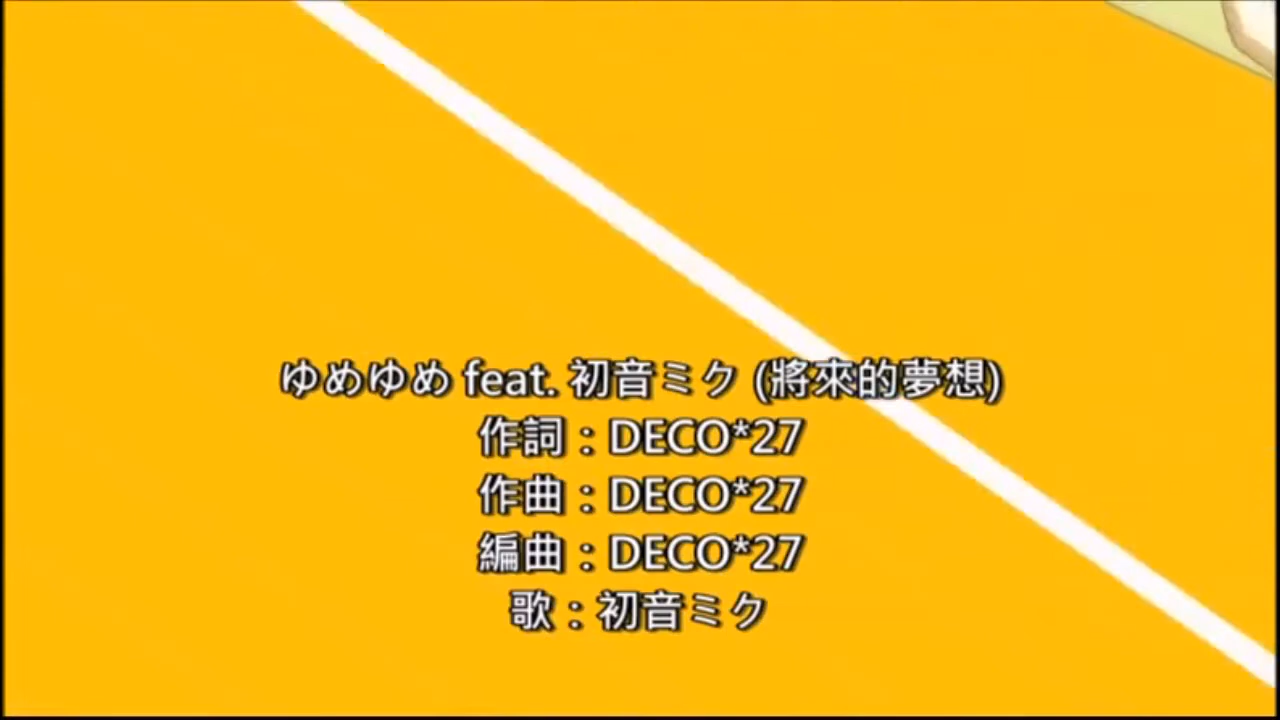 ゆめゆめ feat. 初音ミク (將來的夢想)
作詞：DECO*27
作曲：DECO*27
編曲：DECO*27
歌：初音ミク